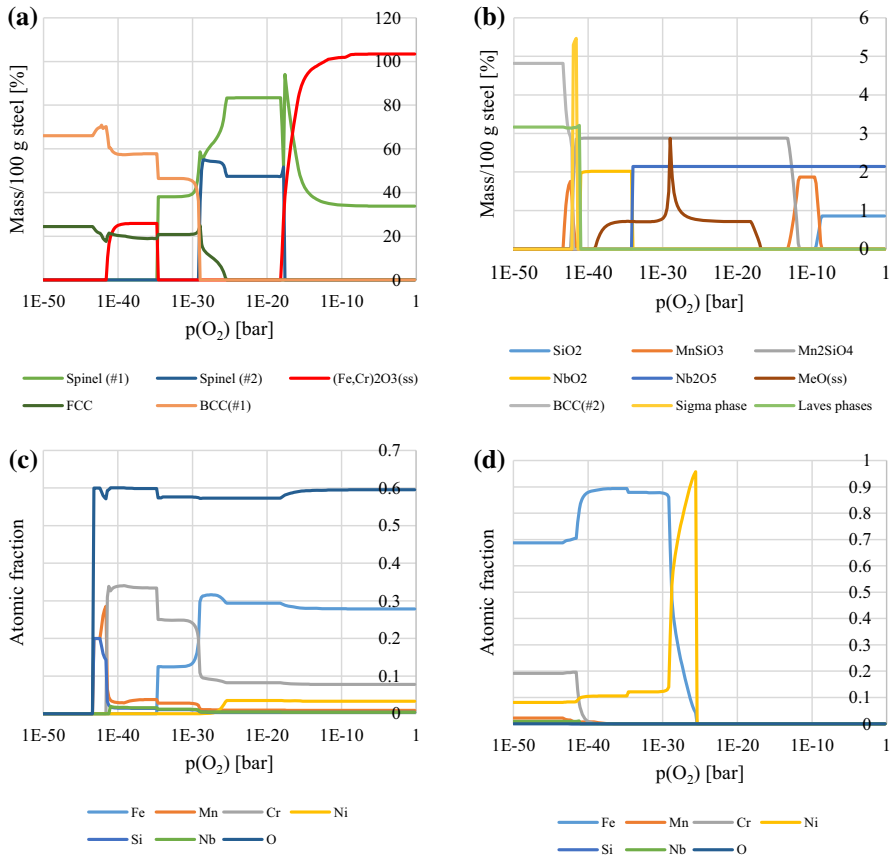 (a)
Mass/100 g steel [%]
120
100
80
60
40
20
0
1E-50 1E-40 1E-30 1E-20 1E-10 1
p(O2) [bar]
Spinel (#1) Spinel (#2) (Fe,Cr)2O3(ss)
FCC BCC(#1)
(b)
Mass/100 g steel [%]
6
5
4
3
2
1
0
1E-50 1E-40 1E-30 1E-20 1E-10 1
p(O2) [bar]
SiO2 MnSiO3 Mn2SiO4
NbO2 Nb2O5 MeO(ss)
BCC(#2) Sigma phase Laves phases
(c)
Atomic fraction
0.7
0.6
0.5
0.4
0.3
0.2
0.1
0
1E-50 1E-40 1E-30 1E-20 1E-10 1
p(O2) [bar]
Fe Mn Cr Ni
Si Nb O
(d)
Atomic fraction
1
0.9
0.8
0.7
0.6
0.5
0.4
0.3
0.2
0.1
0
1E-50 1E-40 1E-30 1E-20 1E-10 1
p(O2) [bar]
Fe Mn Cr Ni
Si Nb O